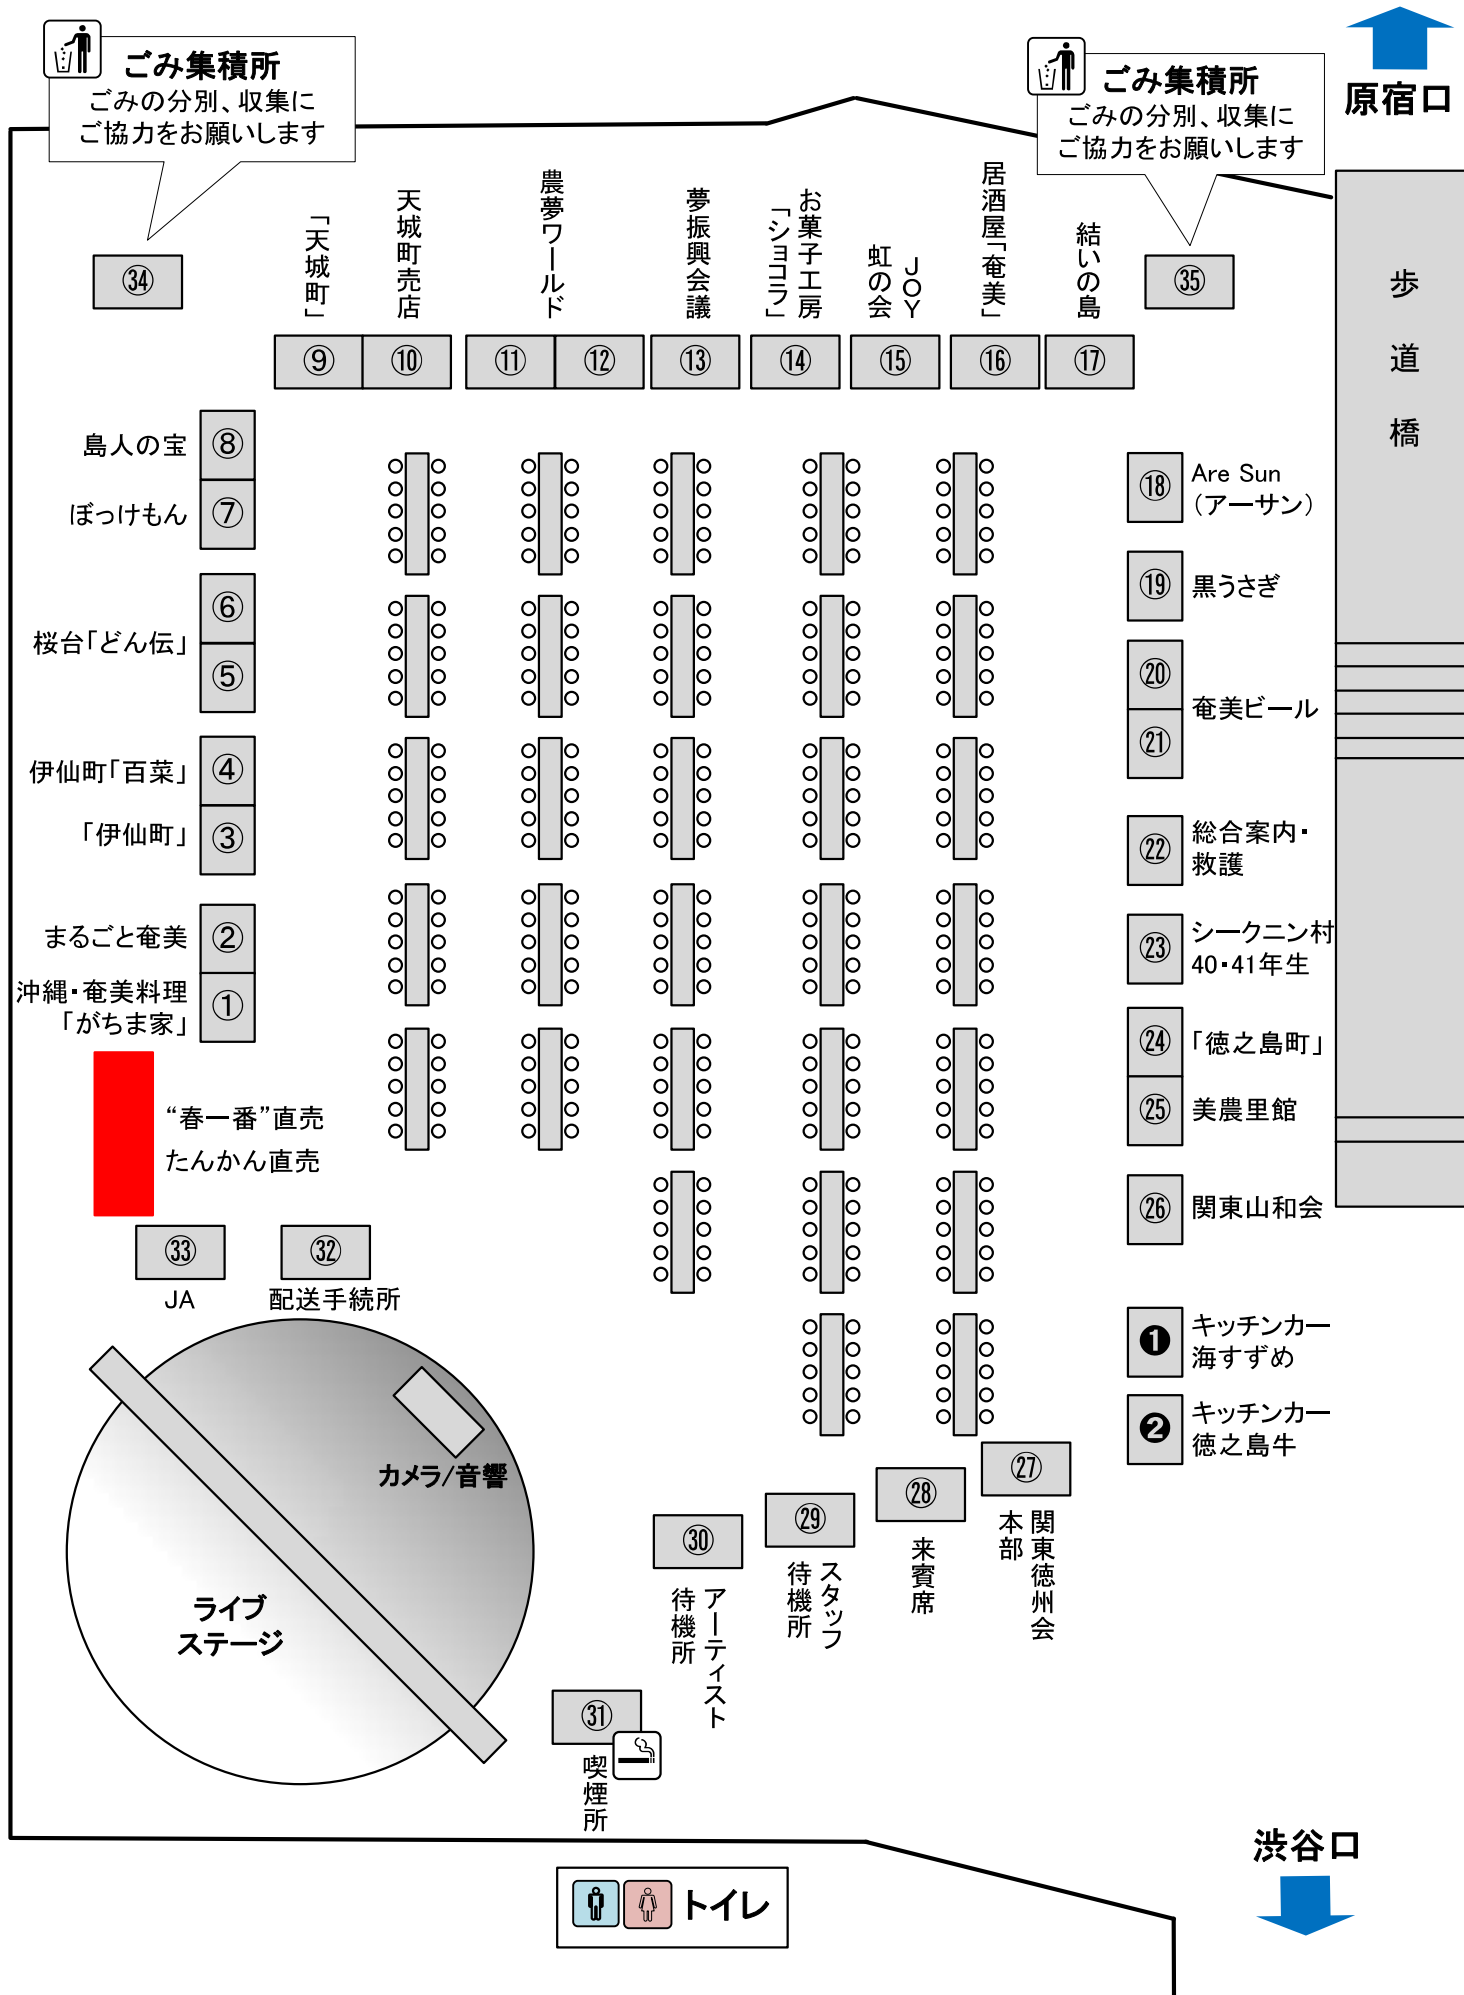 ごみ集積所
ごみの分別、収集に
ご協力をお願いします
ごみ集積所
ごみの分別、収集に
ご協力をお願いします
原宿口
歩道橋
㉞
㉟
「天城町」
天城町売店
農夢ワールド
夢振興会議
お菓子工房
「ショコラ」
JOY
虹の会
居酒屋「奄美」
結いの島
⑨
⑩
⑪
⑫
⑬
⑭
⑮
⑯
⑰
島人の宝
⑧
ぼっけもん
⑦
⑥
桜台「どん伝」
⑤
伊仙町「百菜」
④
「伊仙町」
③
まるごと奄美
②
沖縄・奄美料理
「がちま家」
①
“春一番”直売
たんかん直売
㉝
JA
㉜
配送手続所
⑱
Are Sun
（アーサン）
⑲
黒うさぎ
⑳
㉑
奄美ビール
㉒
総合案内・
救護
㉓
シークニン村
40・41年生
㉔
「徳之島町」
㉕
美農里館
㉖
関東山和会
❶
キッチンカー
海すずめ
❷
キッチンカー
徳之島牛
カメラ/音響
ライブ
ステージ
㉗
関東徳州会
本部
㉘
来賓席
㉙
スタッフ
待機所
㉚
アーティスト
待機所
㉛
喫煙所
トイレ
渋谷口